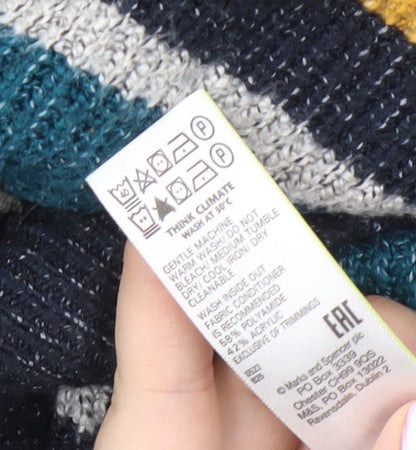 P
P
THINK CLIMATE
WASH AT 30°C
GENTLE MACHINE
WARM WASH/ DO NOT
BLEACH/ MEDIUM TUMBLE
DRY/ COOL IRON/ DRY
CLEANABLE
WASH INSIDE OUT
FABRIC CONDITIONER
IS RECOMMENDED
58% POLYAMIDE
42% ACRYLIC
EXCLUSIVE OF TRIMMINGS
EAC
© Marks and Spencer plc
PO Box 3339
Chester CH99 9QS
M&S, PO Box 13022
Ravensdale, Dublin 2